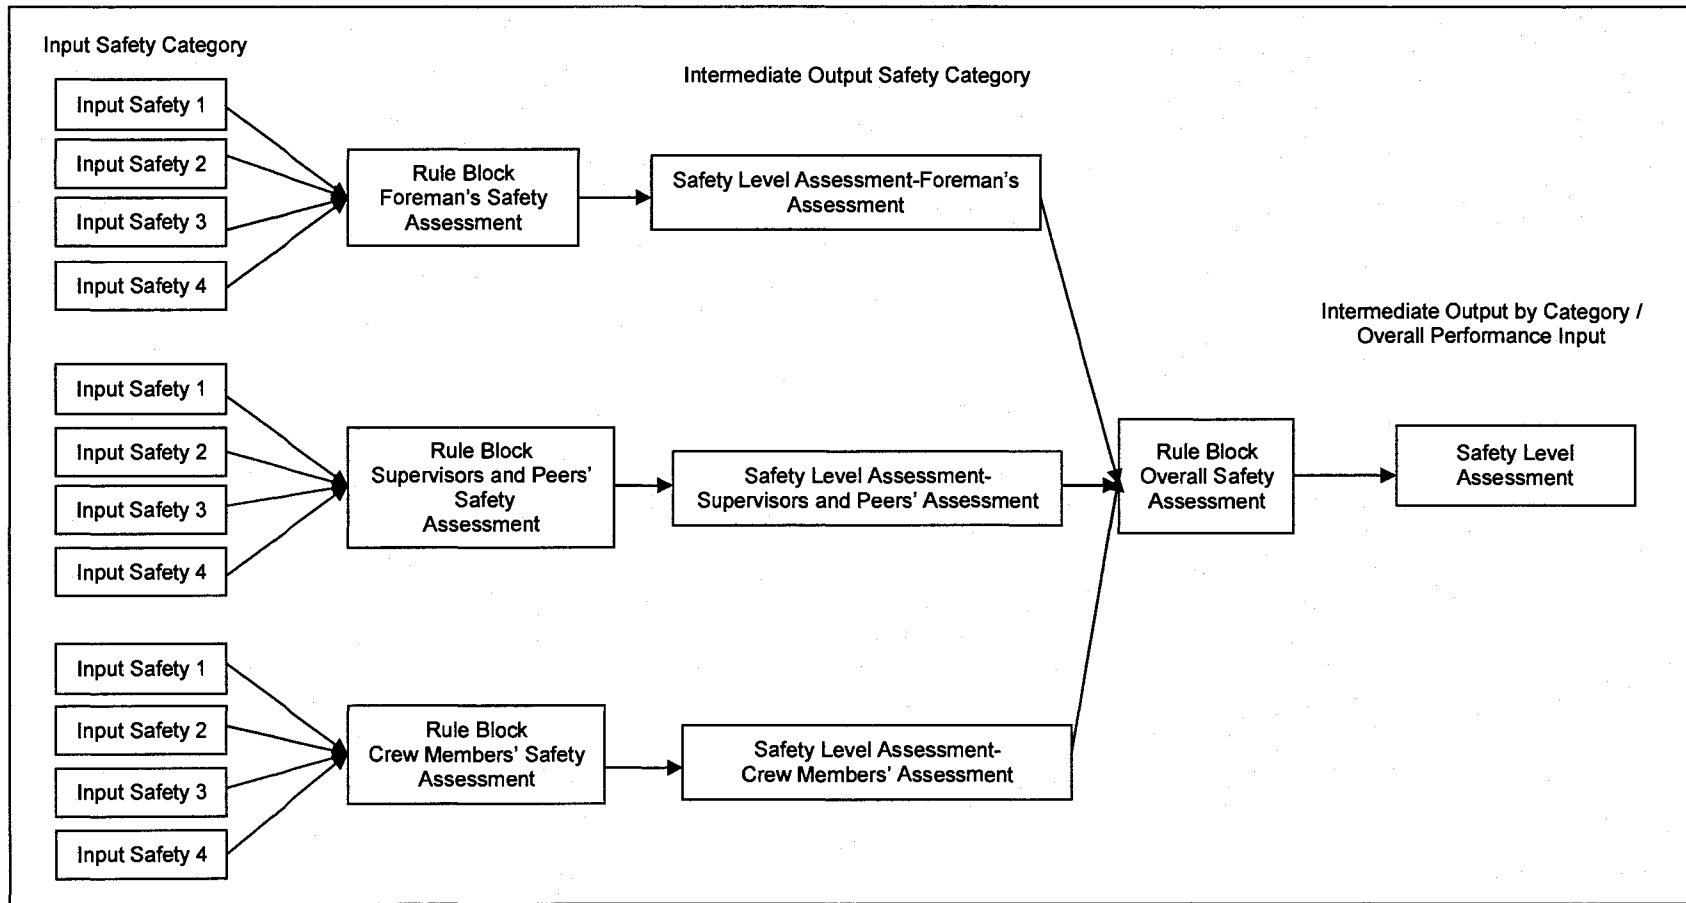 Input Safety Category
Intermediate Output Safety Category
Input Safety 1
Input Safety 2
Input Safety 3
Input Safety 4
Rule Block
Foreman's Safety
Assessment
Safety Level Assessment-Foreman's
Assessment
Intermediate Output by Category /
Overall Performance Input
Input Safety 1
Input Safety 2
Input Safety 3
Input Safety 4
Rule Block
Supervisors and Peers'
Safety
Assessment
Safety Level Assessment-
Supervisors and Peers' Assessment
Rule Block
Overall Safety
Assessment
Safety Level
Assessment
Input Safety 1
Input Safety 2
Input Safety 3
Input Safety 4
Rule Block
Crew Members' Safety
Assessment
Safety Level Assessment-
Crew Members' Assessment